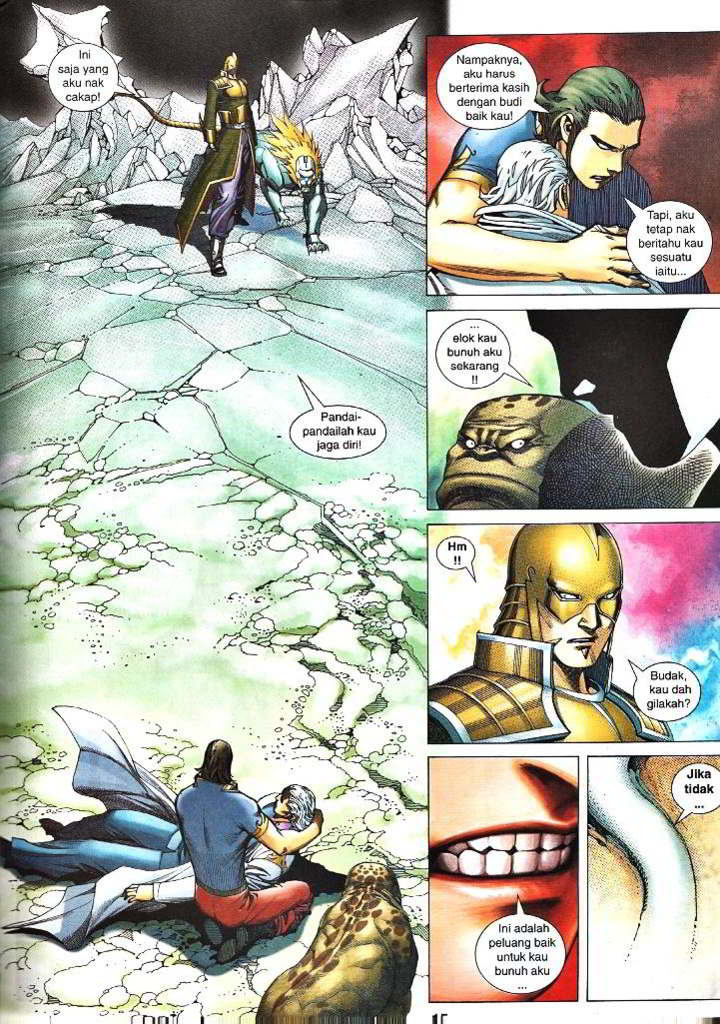 Ini
saja yang
aku nak
cakap!
Pandai-
pandailah kau
jaga diri!
Nampaknya,
aku harus
berterima kasih
dengan budi
baik kau!
Tapi, aku
tetap nak
beritahu kau
sesuatu
iaitu...
...
elok kau
bunuh aku
sekarang
!!
Hm
!!
Budak,
kau dah
gilakah?
Ini adalah
peluang baik
untuk kau
bunuh aku
...
Jika
tidak
...